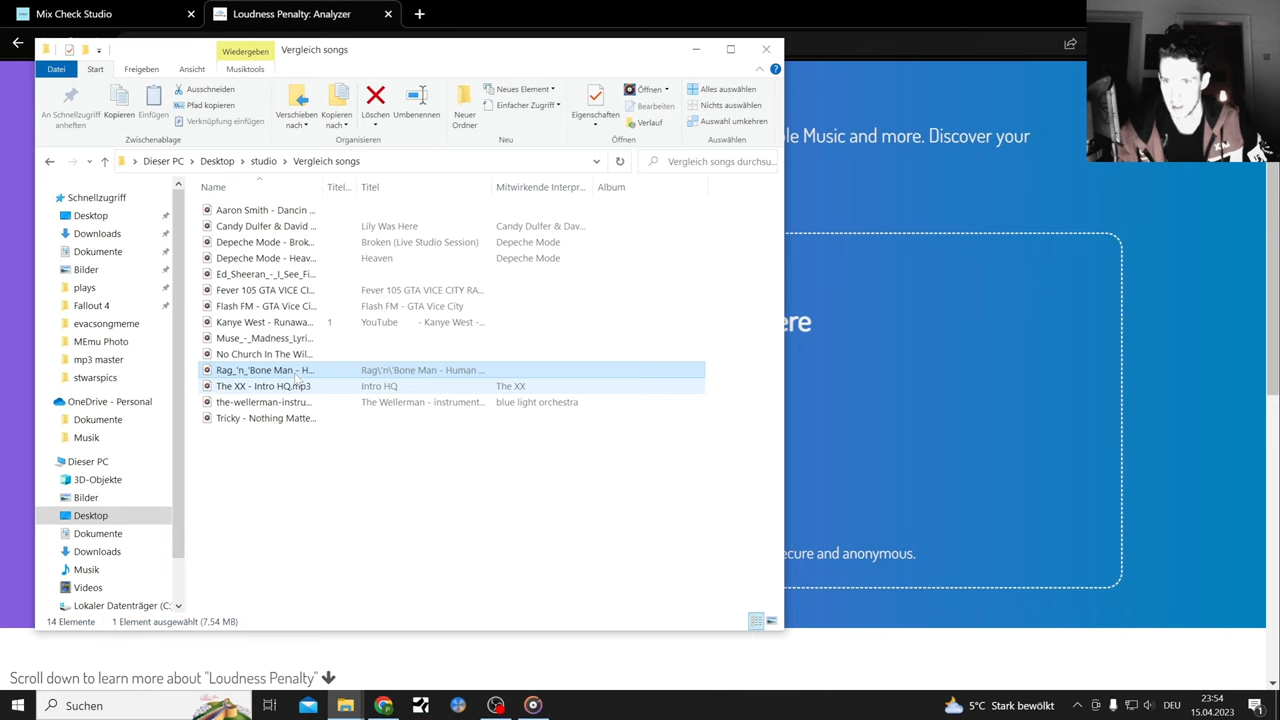 Mix Check Studio
Loudness Penalty: Analyzer
Wiedergeben
Vergleich songs
Datei
Start
Freigeben
Ansicht
Musiktools
An Schnellzugriff anheften
Kopieren
Einfügen
Ausschneiden
Pfad kopieren
Verknüpfung einfügen
Zwischenablage
Verschieben nach
Kopieren nach
Löschen
Umbenennen
Organisieren
Neuer Ordner
Neues Element
Einfacher Zugriff
Neu
Eigenschaften
Öffnen
Bearbeiten
Verlauf
Öffnen
Alles auswählen
Nichts auswählen
Auswahl umkehren
Auswählen
Dieser PC > Desktop > studio > Vergleich songs
Vergleich songs durchsu...
Name
Titel...
Titel
Mitwirkende Interpr...
Album
Aaron Smith - Dancin ...
Candy Dulfer & David ... Lily Was Here Candy Dulfer & Dav...
Depeche Mode - Brok... Broken (Live Studio Session) Depeche Mode
Depeche Mode - Heav... Heaven Depeche Mode
Ed_Sheeran_-_I_See_Fi...
Fever 105 GTA VICE CI... Fever 105 GTA VICE CITY RA...
Flash FM - GTA Vice Ci... Flash FM - GTA Vice City
Kanye West - Runawa... 1 YouTube - Kanye West -...
Muse_-_Madness_Lyri...
No Church In The Wil...
Rag_'n_'Bone Man - H... Rag\'n\'Bone Man - Human ...
The XX - Intro HQ.mp3 Intro HQ The XX
the-wellerman-instru... The Wellerman - instrument... blue light orchestra
Tricky - Nothing Matte...
Schnellzugriff
Desktop
Downloads
Dokumente
Bilder
plays
Fallout 4
evacsongmeme
MEmu Photo
mp3 master
stwarspics
OneDrive - Personal
Dokumente
Musik
Dieser PC
3D-Objekte
Bilder
Desktop
Dokumente
Downloads
Musik
Videos
Lokaler Datenträger (C:
14 Elemente
1 Element ausgewählt (7,54 MB)
le Music and more. Discover your
ere
ecure and anonymous.
Scroll down to learn more about "Loudness Penalty"
Suchen
5°C Stark bewölkt
DEU
23:54
15.04.2023
1